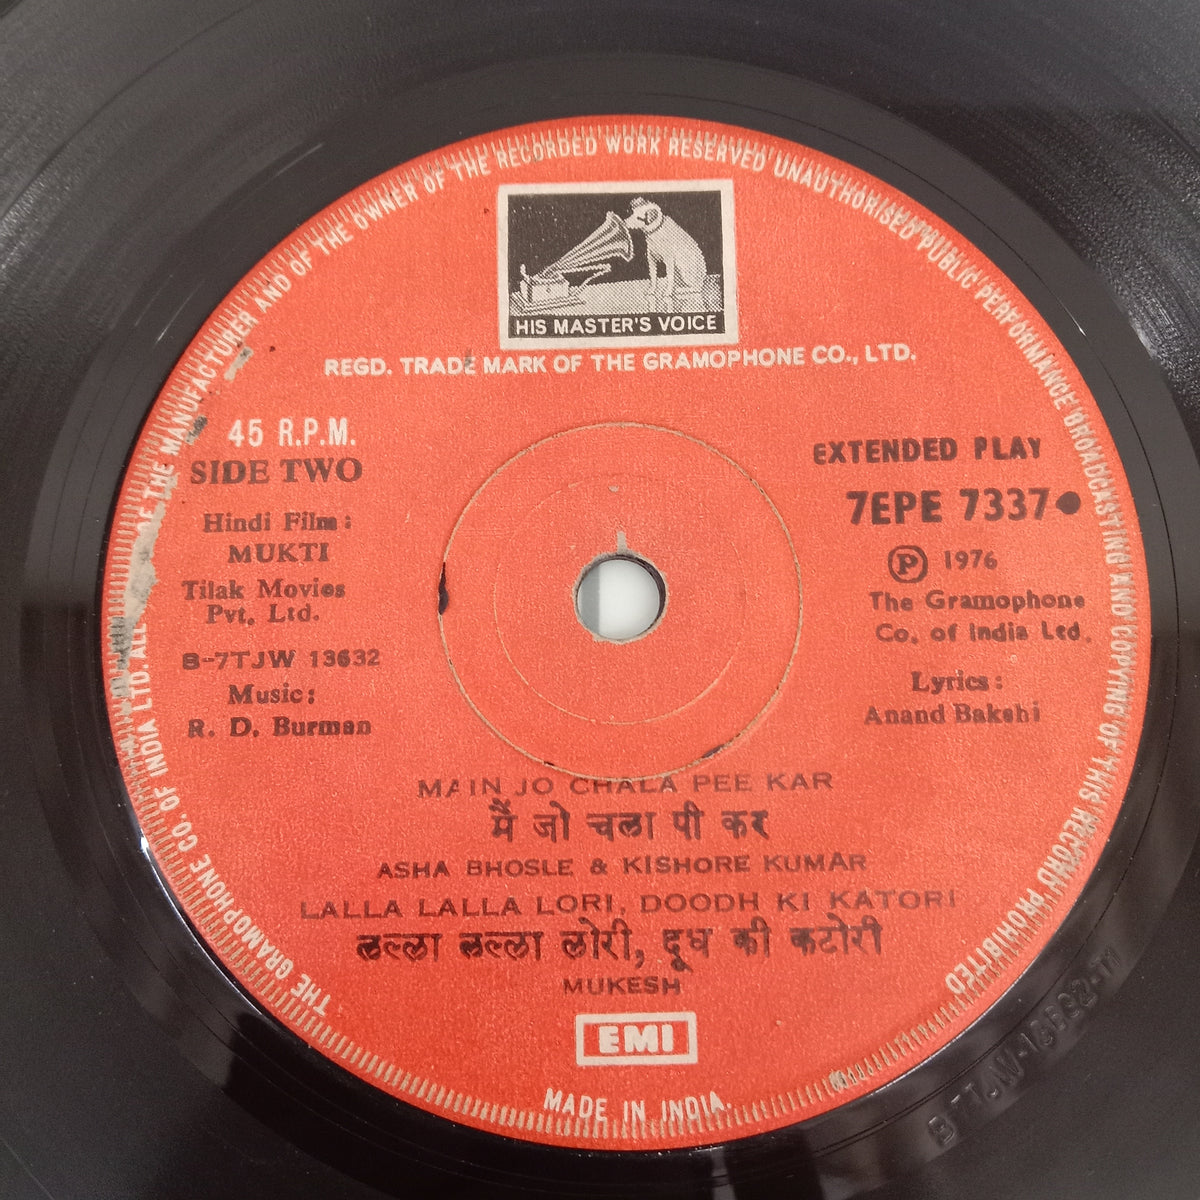 THE GRAMOPHONE CO. OF INDIA LTD. ALL OF THE MANUFACTURER AND OF THE OWNER OF THE RECORDED WORK RESERVED UNAUTHORISED PUBLIC PERFORMANCE BROADCASTING AND COPYING OF THIS RECORD PROHIBITED
HIS MASTER'S VOICE
REGD. TRADE MARK OF THE GRAMOPHONE CO., LTD.
45 R.P.M.
SIDE TWO
Hindi Film:
MUKTI
Tilak Movies
Pvt. Ltd.
B-7TJW 13632
Music:
R. D. Burman
EXTENDED PLAY
7EPE 7337
Ⓟ 1976
The Gramophone
Co. of India Ltd.
Lyrics:
Anand Bakshi
MAIN JO CHALA PEE KAR
मैं जो चला पी कर
ASHA BHOSLE & KISHORE KUMAR
LALLA LALLA LORI, DOODH KI KATORI
लल्ला लल्ला लोरी, दूध की कटोरी
MUKESH
EMI
MADE IN INDIA